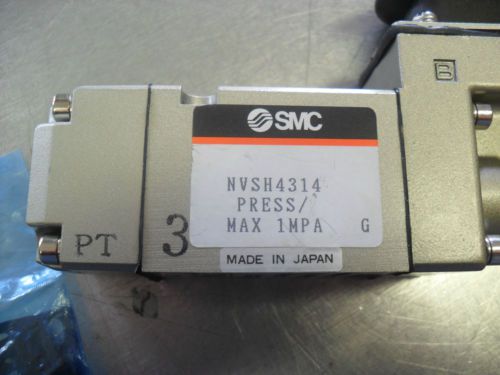 SMC
NVSH4314
PRESS/
MAX 1MPA G
MADE IN JAPAN
PT 3
B